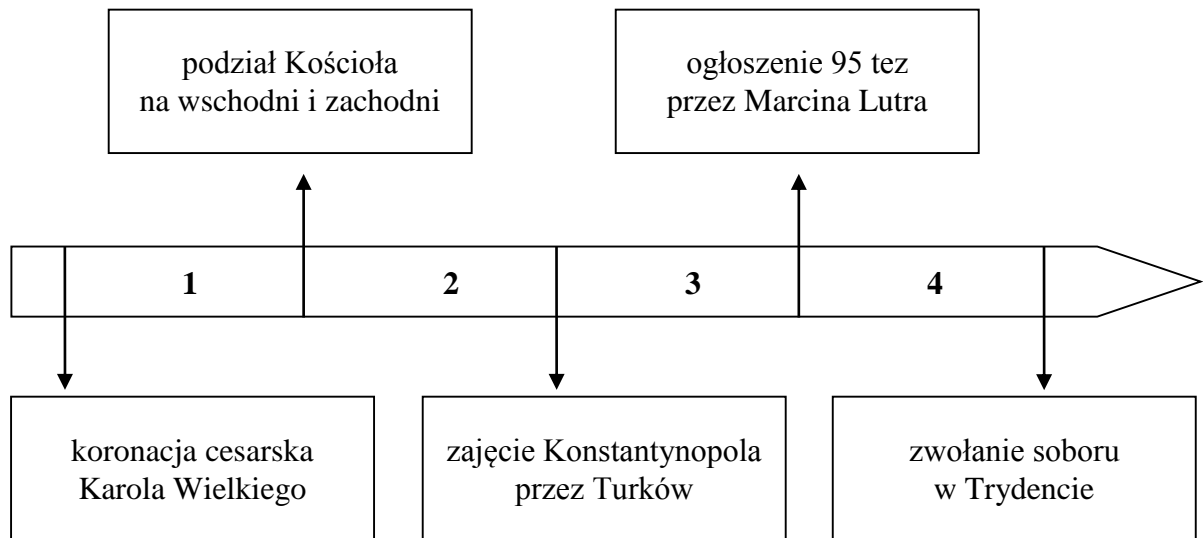 podział Kościoła
na wschodni i zachodni
ogłoszenie 95 tez
przez Marcina Lutra
1 2 3 4
koronacja cesarska
Karola Wielkiego
zajęcie Konstantynopola
przez Turków
zwołanie soboru
w Trydencie